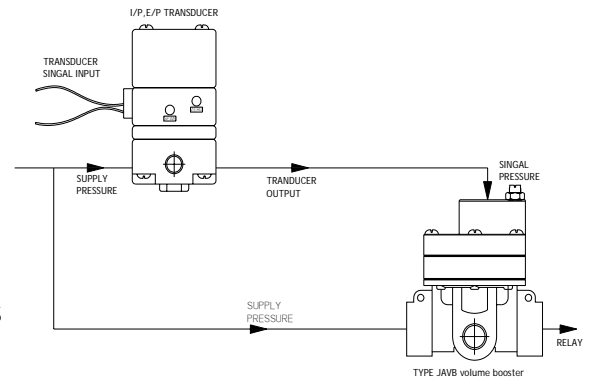 I/P,E/P TRANSDUCER
TRANSDUCER
SINGAL INPUT
SUPPLY
PRESSURE
TRANDUCER
OUTPUT
SINGAL
PRESSURE
SUPPLY
PRESSURE
RELAY
TYPE JAVB volume booster